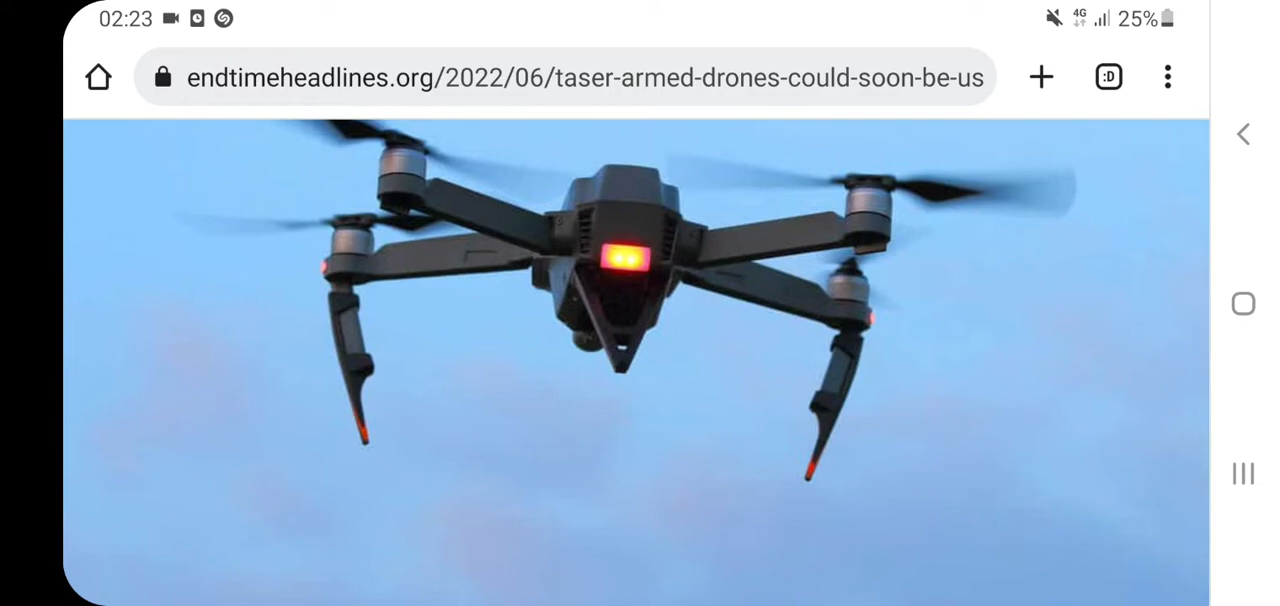 02:23
4G
25%
endtimeheadlines.org/2022/06/taser-armed-drones-could-soon-be-us
:D